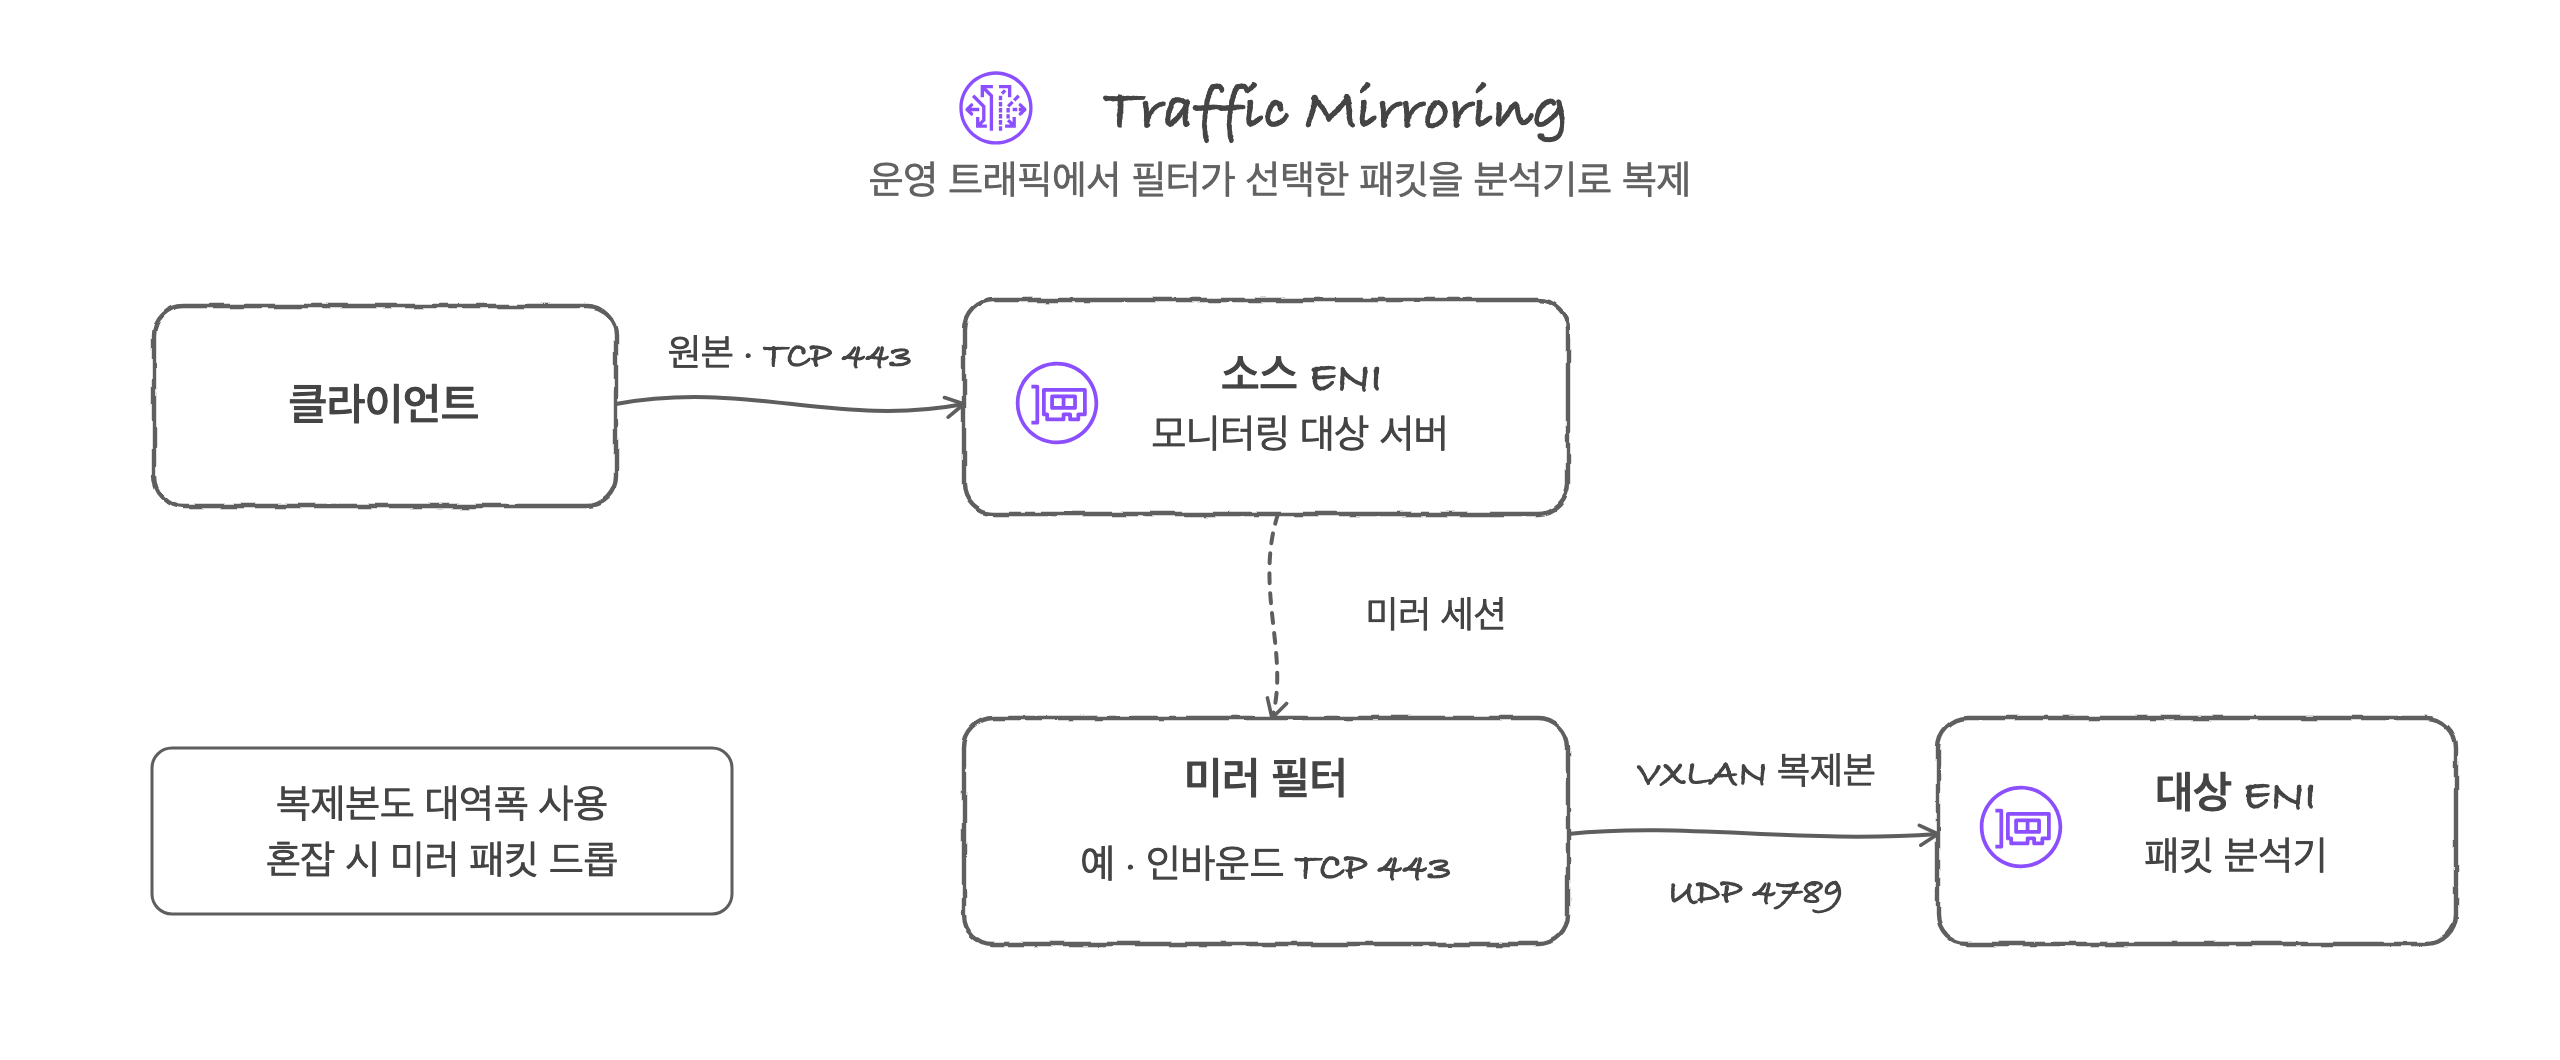 Traffic Mirroring
운영 트래픽에서 필터가 선택한 패킷을 분석기로 복제
클라이언트
원본 · TCP 443
소스 ENI
모니터링 대상 서버
미러 세션
복제본도 대역폭 사용
혼잡 시 미러 패킷 드롭
미러 필터
예 · 인바운드 TCP 443
VXLAN 복제본
UDP 4789
대상 ENI
패킷 분석기